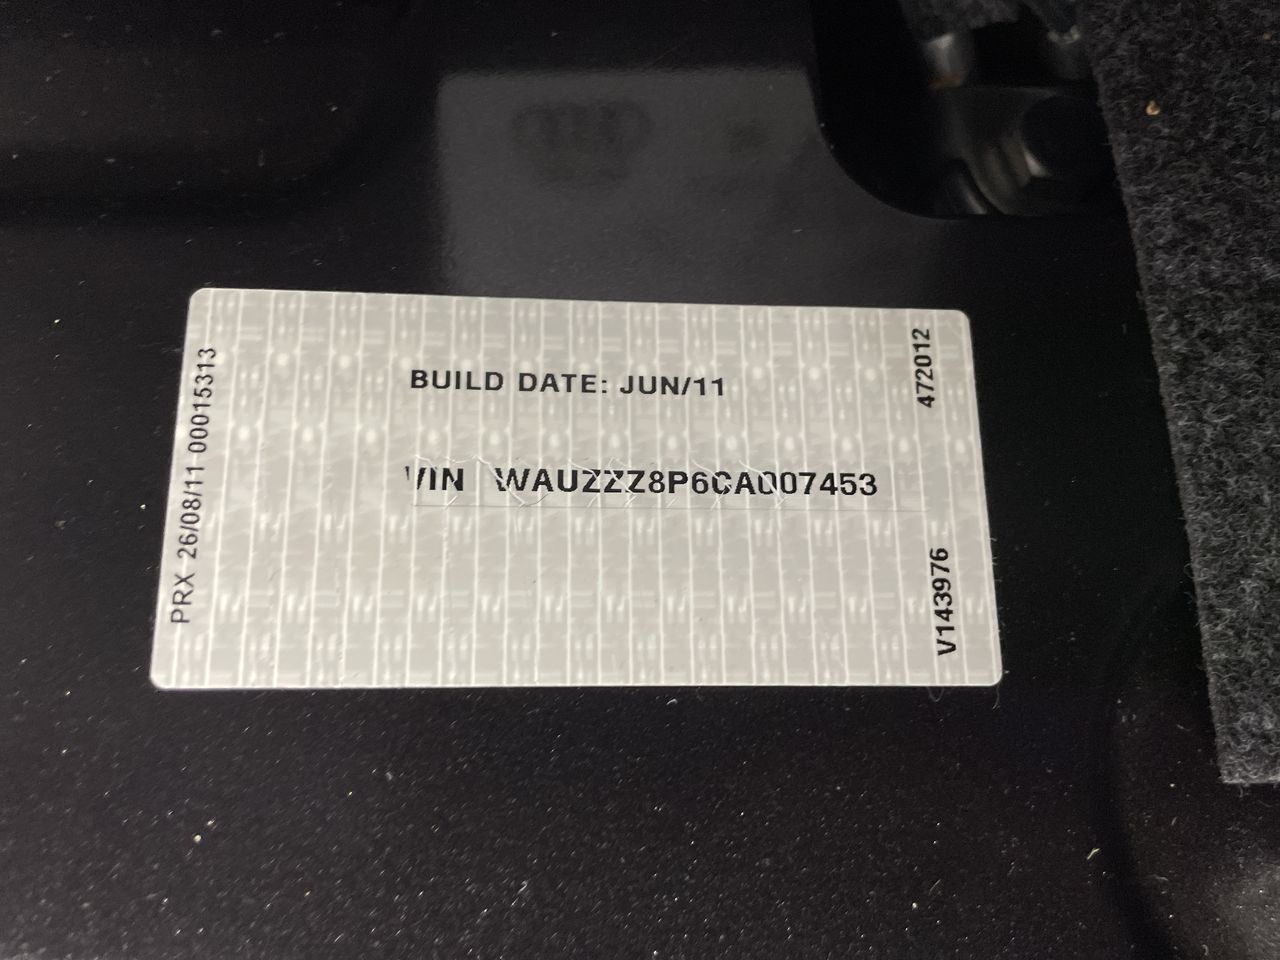 BUILD DATE: JUN/11
VIN WAUZZZ8P6CA007453
PRX 26/08/11 00015313
472012
V143976